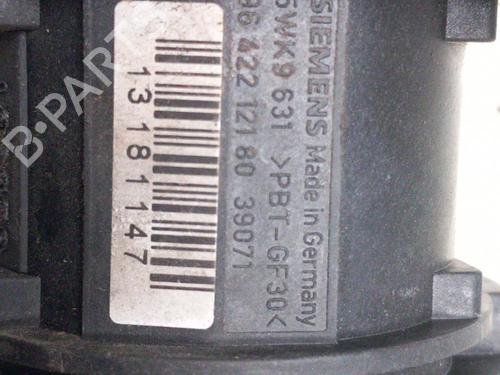 SIEMENS Made in Germany
5WK9 631 >PBT-GF30<
96 422 121 80 39071
13181147
B-PARTS